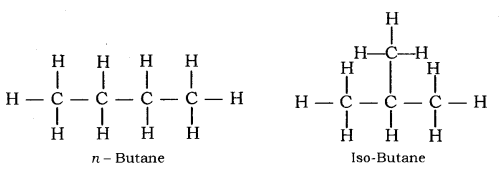 H
H—C—H
H H H H H H
H — C — C — C — C — H H — C — C — C — H
H H H H H H H
n – Butane Iso-Butane